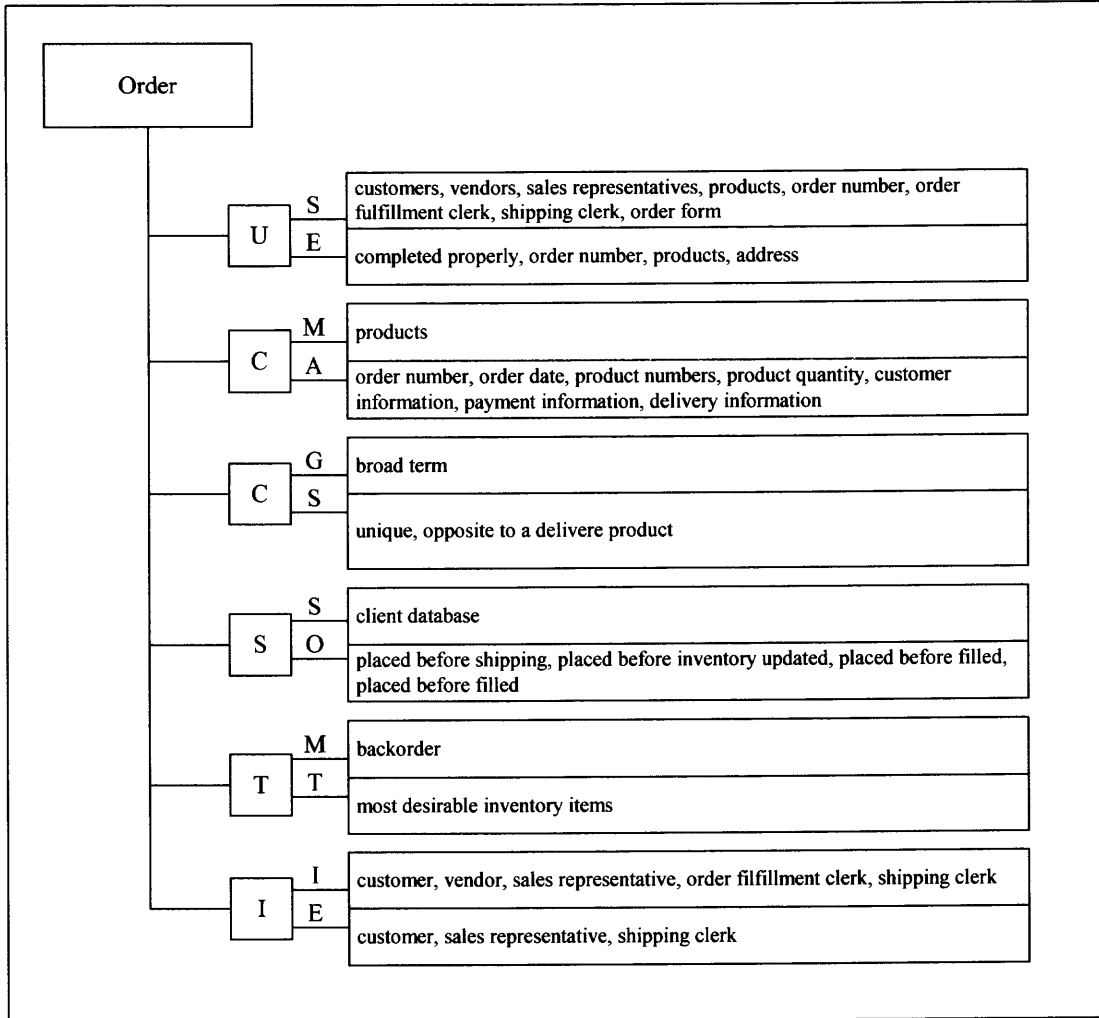 Order
S
customers, vendors, sales representatives, products, order number, order
fulfillment clerk, shipping clerk, order form
U
E
completed properly, order number, products, address
M
products
C
A
order number, order date, product numbers, product quantity, customer
information, payment information, delivery information
G
broad term
C
S
unique, opposite to a delivere product
S
client database
S
O
placed before shipping, placed before inventory updated, placed before filled,
placed before filled
M
backorder
T
T
most desirable inventory items
I
customer, vendor, sales representative, order filfillment clerk, shipping clerk
I
E
customer, sales representative, shipping clerk